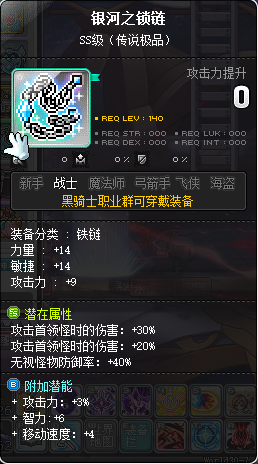 银河之锁链
SS级（传说极品）
攻击力提升
0
REQ LEV : 140
REQ STR : 000
REQ LUK : 000
REQ DEX : 000
REQ INT : 000
0 0% 0
新手 战士 魔法师 弓箭手 飞侠 海盗
黑骑士职业群可穿戴装备
装备分类 : 铁链
力量 : +14
敏捷 : +14
攻击力 : +9
潜在属性
攻击首领怪时的伤害: +30%
攻击首领怪时的伤害: +20%
无视怪物防御率: +40%
附加潜能
+ 攻击力: +3%
+ 智力:+6
+ 移动速度: +4